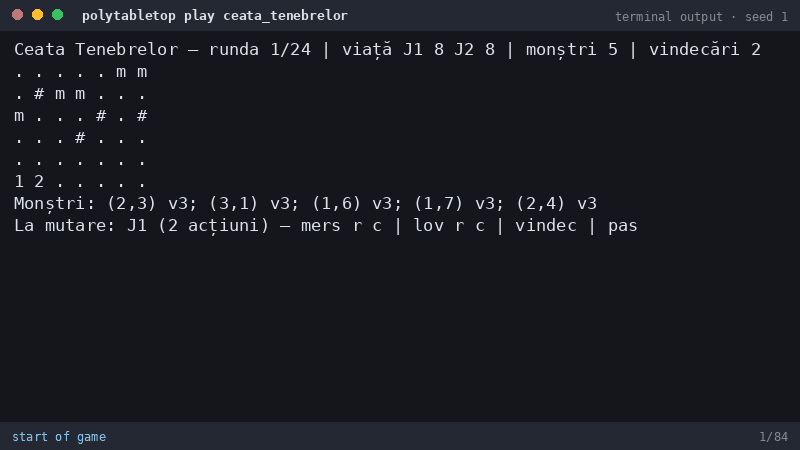 polytabletop play ceata_tenebrelor
terminal output · seed 1
Ceata Tenebrelor — runda 1/24 | viață J1 8 J2 8 | monștri 5 | vindecări 2
. . . . . m m
. # m m . . .
m . . . # . #
. . . # . . .
. . . . . . .
1 2 . . . . .
Monștri: (2,3) v3; (3,1) v3; (1,6) v3; (1,7) v3; (2,4) v3
La mutare: J1 (2 acțiuni) — mers r c | lov r c | vindec | pas
start of game
1/84